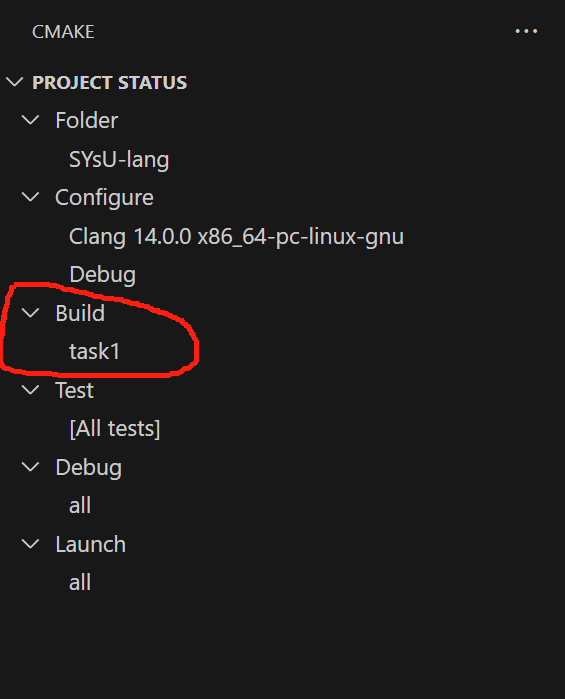 CMAKE
PROJECT STATUS
Folder
SYsU-lang
Configure
Clang 14.0.0 x86_64-pc-linux-gnu
Debug
Build
task1
Test
[All tests]
Debug
all
Launch
all